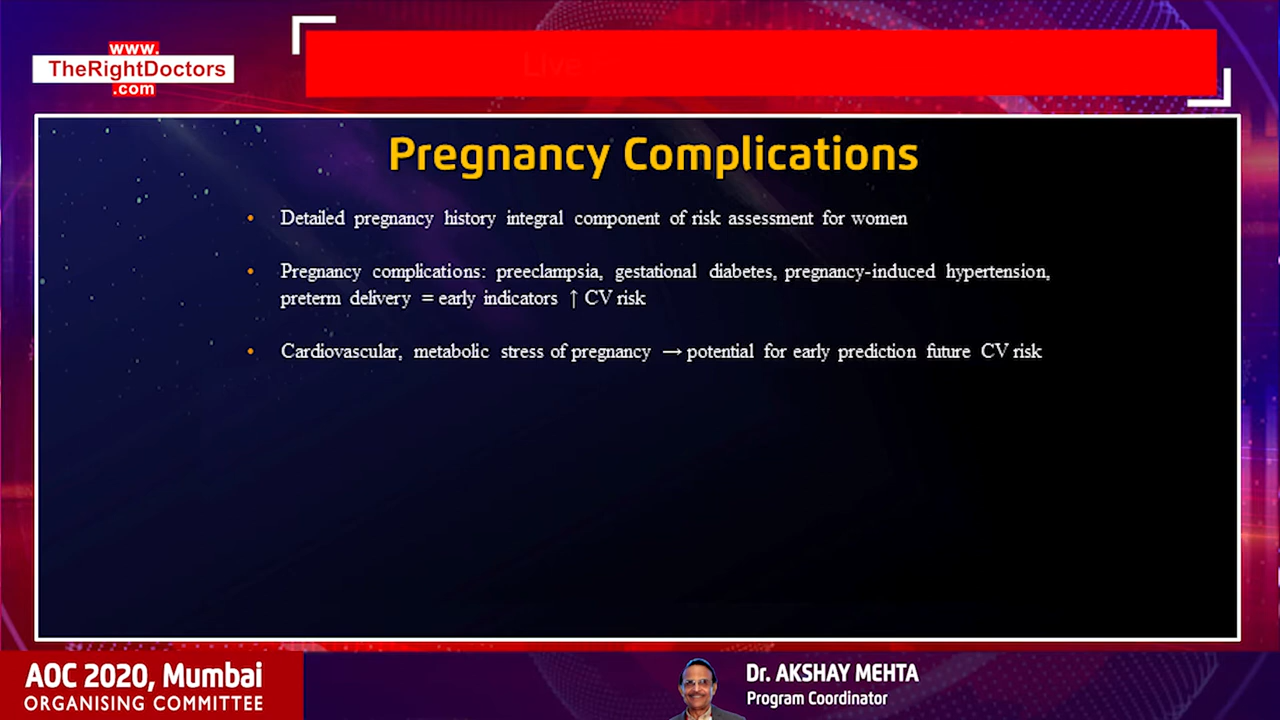 www.
TheRightDoctors
.com
Live
Pregnancy Complications
• Detailed pregnancy history integral component of risk assessment for women
• Pregnancy complications: preeclampsia, gestational diabetes, pregnancy-induced hypertension,
preterm delivery = early indicators ↑ CV risk
• Cardiovascular, metabolic stress of pregnancy → potential for early prediction future CV risk
AOC 2020, Mumbai
ORGANISING COMMITTEE
Dr. AKSHAY MEHTA
Program Coordinator